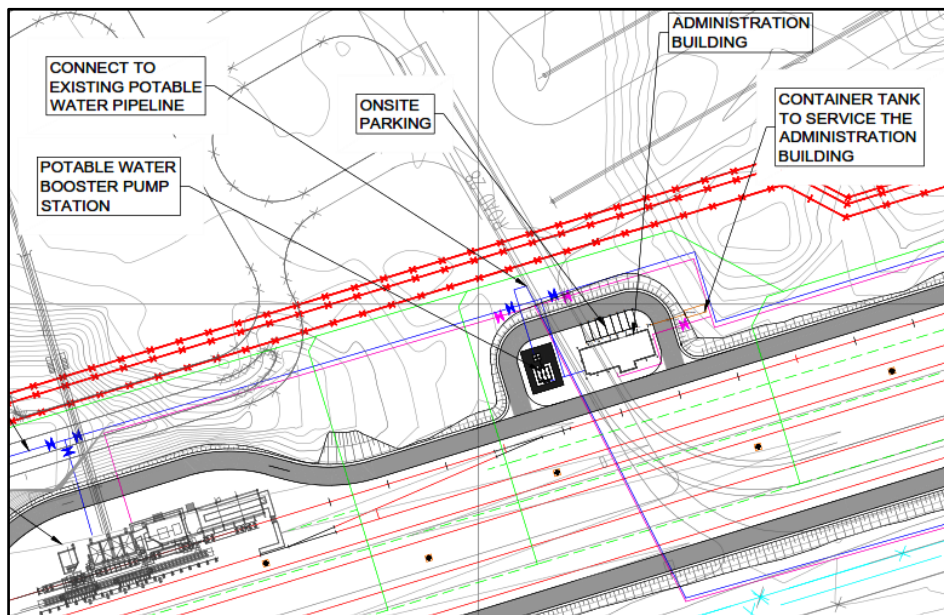 ADMINISTRATION
BUILDING
CONNECT TO
EXISTING POTABLE
WATER PIPELINE
ONSITE
PARKING
CONTAINER TANK
TO SERVICE THE
ADMINISTRATION
BUILDING
POTABLE WATER
BOOSTER PUMP
STATION